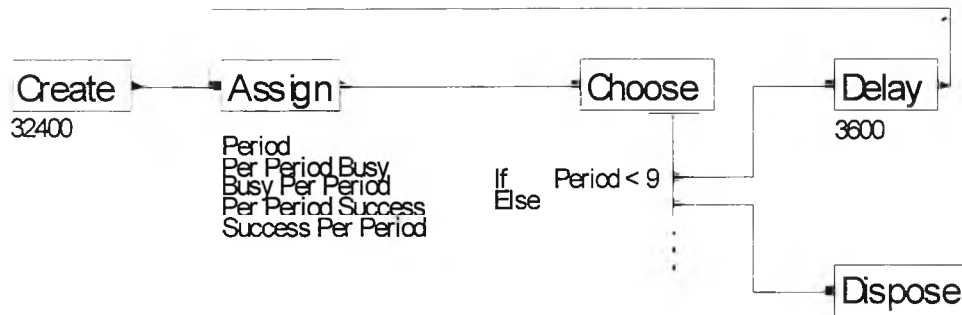 Create
Assign
Choose
Delay
32400
3600
Period
Per Period Busy
Busy Per Period
Per Period Success
Success Per Period
If Period < 9
Else
Dispose